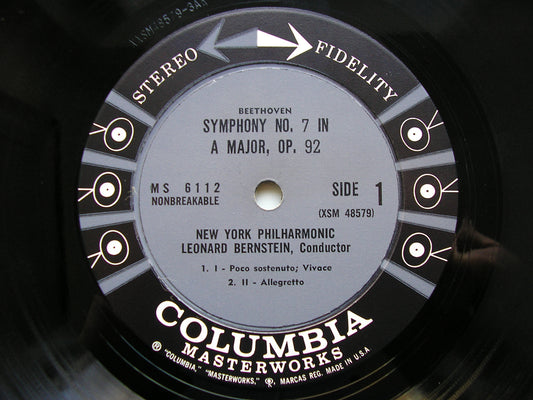 STEREO FIDELITY
BEETHOVEN
SYMPHONY NO. 7 IN
A MAJOR, OP. 92
MS 6112
NONBREAKABLE
SIDE 1
(XSM 48579)
NEW YORK PHILHARMONIC
LEONARD BERNSTEIN, Conductor
1. I - Poco sostenuto; Vivace
2. II - Allegretto
COLUMBIA
MASTERWORKS
® "COLUMBIA", "MASTERWORKS," MARCAS REG. MADE IN U.S.A.